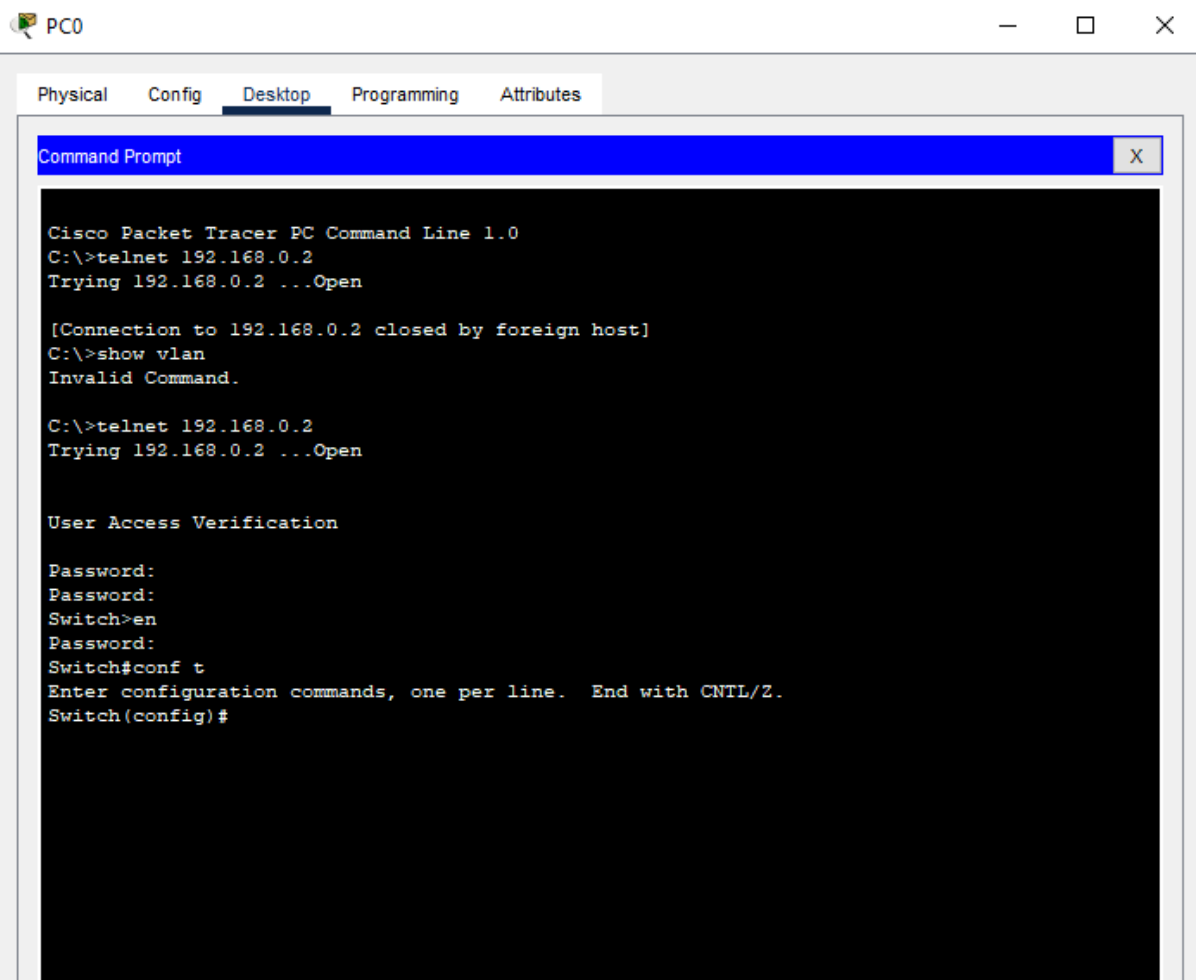 PC0
Physical Config Desktop Programming Attributes
Command Prompt X
Cisco Packet Tracer PC Command Line 1.0
C:\>telnet 192.168.0.2
Trying 192.168.0.2 ...Open
[Connection to 192.168.0.2 closed by foreign host]
C:\>show vlan
Invalid Command.
C:\>telnet 192.168.0.2
Trying 192.168.0.2 ...Open
User Access Verification
Password:
Password:
Switch>en
Password:
Switch#conf t
Enter configuration commands, one per line.  End with CNTL/Z.
Switch(config)#